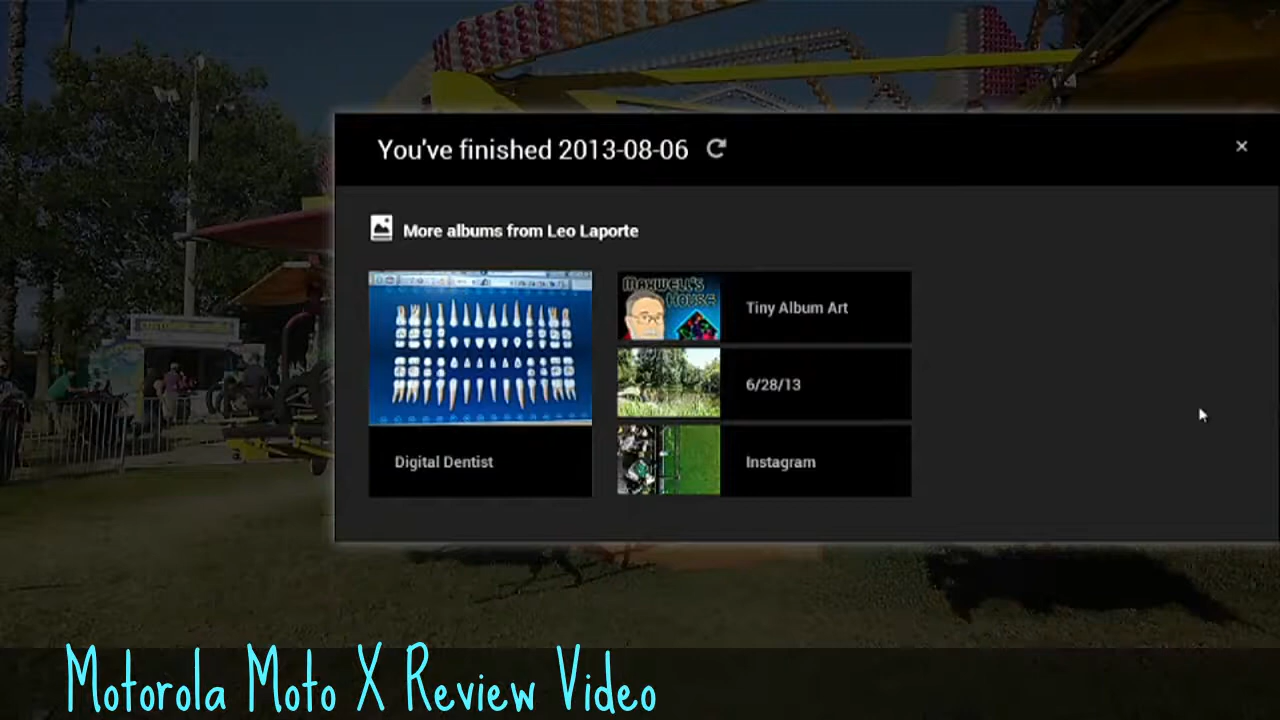 You've finished 2013-08-06
More albums from Leo Laporte
MAXWELL'S
HOUSE
Tiny Album Art
6/28/13
Digital Dentist
Instagram
Motorola Moto X Review Video